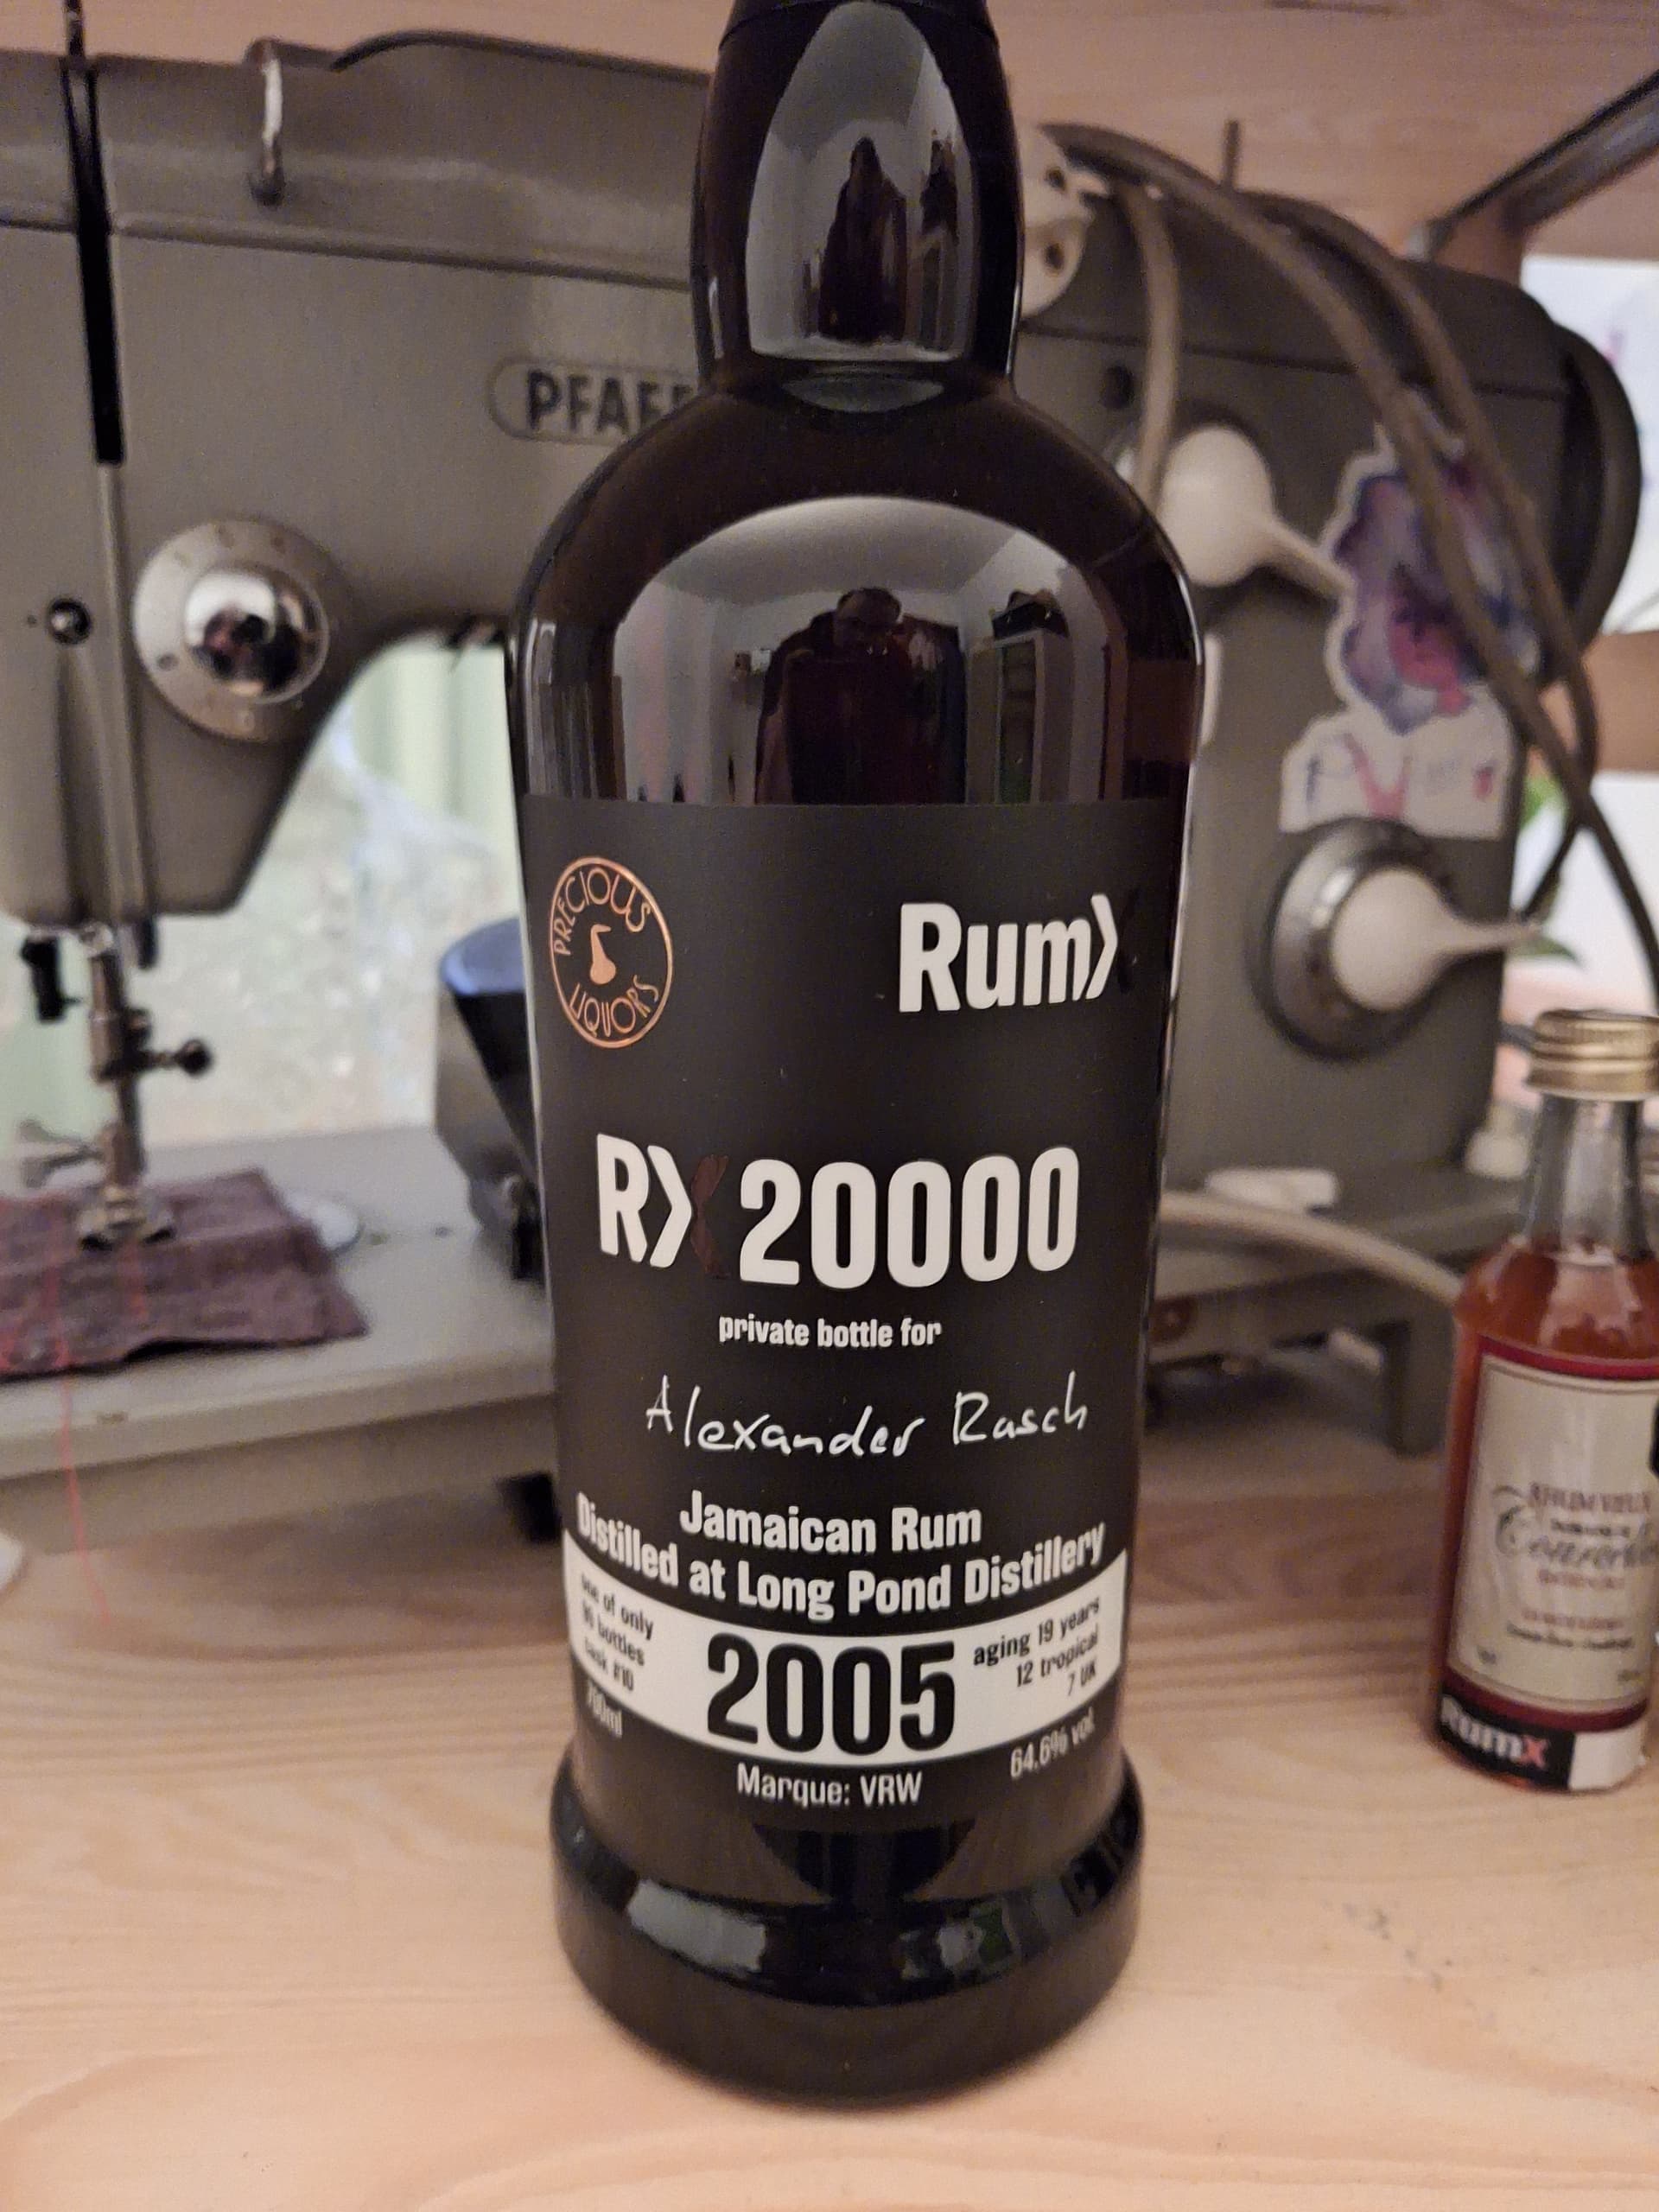 PFAFF
PRECIOUS
LIQUORS
RumX
RX 20000
private bottle for
Alexander Rasch
Jamaican Rum
Distilled at Long Pond Distillery
one of only
bottles
cask #10
700ml
2005
aging 19 years
12 tropical
7 UK
64.6% vol
Marque: VRW
RHUM VIEUX
RumX